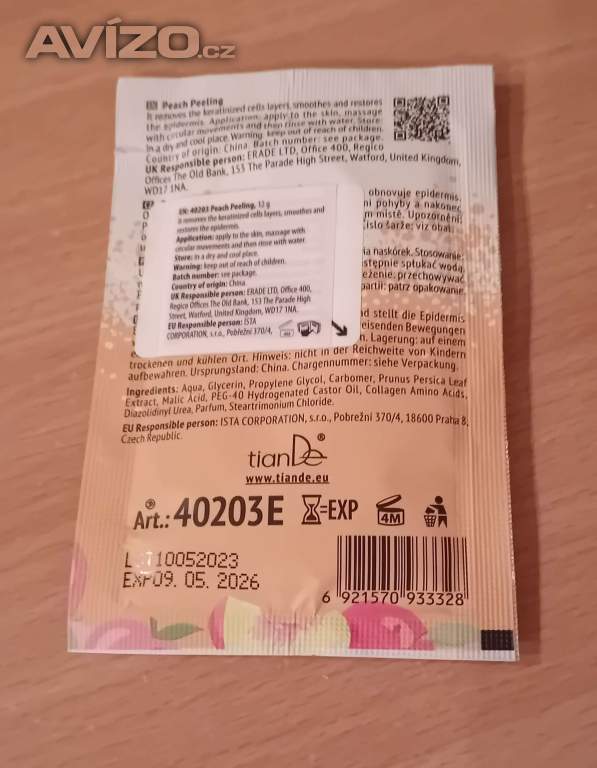 AVÍZO.cz
EN Peach Peeling
It removes the keratinized cells layers, smoothes and restores
the epidermis. Application: apply to the skin, massage
with circular movements and then rinse with water. Store:
in a dry and cool place. Warning: keep out of reach of children.
Country of origin: China. Batch number: see package.
UK Responsible person: ERADE LTD, Office 400, Regico
Offices The Old Bank, 153 The Parade High Street, Watford, United Kingdom,
WD17 1NA.
obnovuje epidermis.
ní pohyby a nakonec
m místě. Upozornění:
číslo šarže: viz obal.
EN: 40203 Peach Peeling, 12 g
It removes the keratinized cells layers, smoothes and
restores the epidermis.
Application: apply to the skin, massage with
circular movements and then rinse with water.
Store: in a dry and cool place.
Warning: keep out of reach of children.
Batch number: see package.
Country of origin: China
UK Responsible person: ERADE LTD, Office 400,
Regico Offices The Old Bank, 153 The Parade High
Street, Watford, United Kingdom, WD17 1NA.
EU Responsible person: ISTA
CORPORATION, s.r.o., Pobřežní 370/4,
naskórek. Stosowanie:
stępnie spłukać wodą.
eżenie: przechowywać
partii: patrz opakowanie.
d stellt die Epidermis
eisenden Bewegungen
n. Lagerung: auf einem
trockenen und kühlen Ort. Hinweis: nicht in der Reichweite von Kindern
aufbewahren. Ursprungsland: China. Chargennummer: siehe Verpackung.
Ingredients: Aqua, Glycerin, Propylene Glycol, Carbomer, Prunus Persica Leaf
Extract, Malic Acid, PEG-40 Hydrogenated Castor Oil, Collagen Amino Acids,
Diazolidinyl Urea, Parfum, Steartrimonium Chloride.
EU Responsible person: ISTA CORPORATION, s.r.o., Pobrežní 370/4, 18600 Praha 8,
Czech Republic.
tianDe®
www.tiande.eu
Art.: 40203E =EXP 4M
L 110052023
EXP09. 05. 2026
6 921570 933328